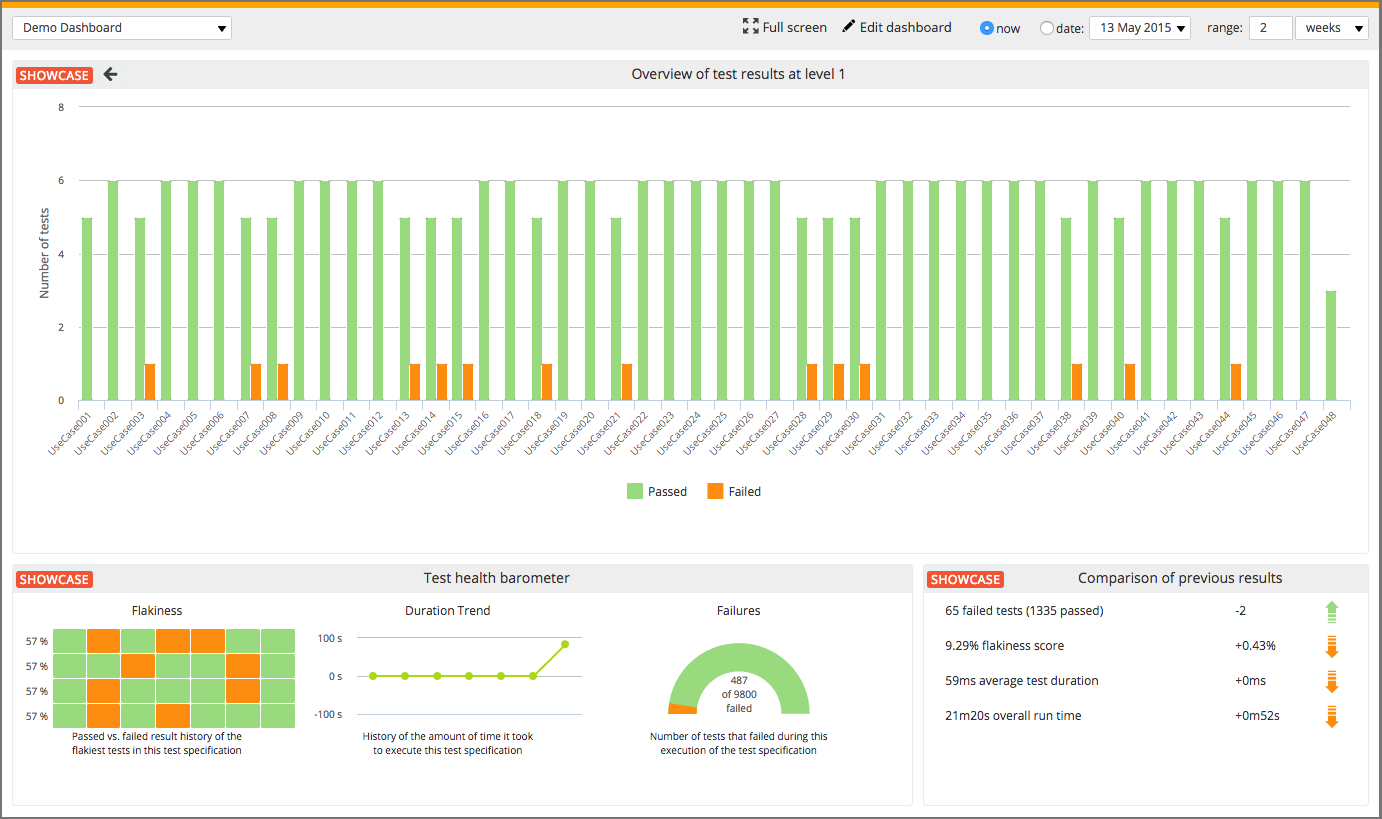 Demo Dashboard
Full screen
Edit dashboard
now
date:
13 May 2015
range:
2
weeks
SHOWCASE
Overview of test results at level 1
Number of tests
8
6
4
2
0
UseCase001
UseCase002
UseCase003
UseCase004
UseCase005
UseCase006
UseCase007
UseCase008
UseCase009
UseCase010
UseCase011
UseCase012
UseCase013
UseCase014
UseCase015
UseCase016
UseCase017
UseCase018
UseCase019
UseCase020
UseCase021
UseCase022
UseCase023
UseCase024
UseCase025
UseCase026
UseCase027
UseCase028
UseCase029
UseCase030
UseCase031
UseCase032
UseCase033
UseCase034
UseCase035
UseCase036
UseCase037
UseCase038
UseCase039
UseCase040
UseCase041
UseCase042
UseCase043
UseCase044
UseCase045
UseCase046
UseCase047
UseCase048
Passed
Failed
SHOWCASE
Test health barometer
Flakiness
57 %
57 %
57 %
57 %
Passed vs. failed result history of the
flakiest tests in this test specification
Duration Trend
100 s
0 s
-100 s
History of the amount of time it took
to execute this test specification
Failures
487
of 9800
failed
Number of tests that failed during this
execution of the test specification
SHOWCASE
Comparison of previous results
65 failed tests (1335 passed)
-2
9.29% flakiness score
+0.43%
59ms average test duration
+0ms
21m20s overall run time
+0m52s